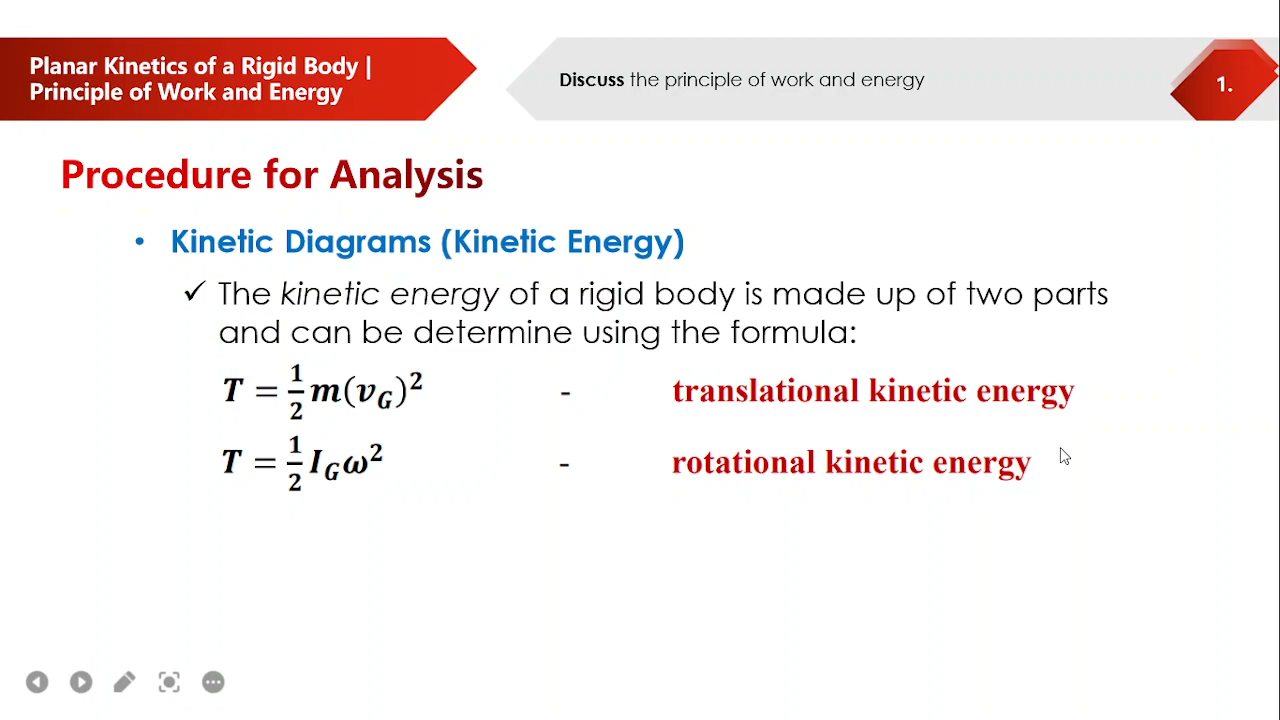 Planar Kinetics of a Rigid Body |
Principle of Work and Energy
Discuss the principle of work and energy
1.
Procedure for Analysis
• Kinetic Diagrams (Kinetic Energy)
✓ The kinetic energy of a rigid body is made up of two parts
and can be determine using the formula:
T = 1/2 m(v_G)² - translational kinetic energy
T = 1/2 I_G ω² - rotational kinetic energy